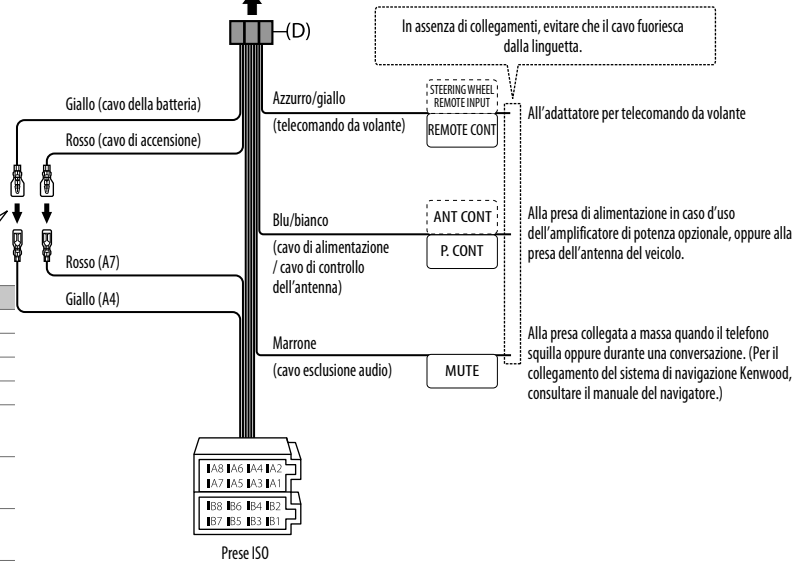 (D)
In assenza di collegamenti, evitare che il cavo fuoriesca
dalla linguetta.
Giallo (cavo della batteria)
Rosso (cavo di accensione)
Azzurro/giallo
(telecomando da volante)
STEERING WHEEL
REMOTE INPUT
REMOTE CONT
All'adattatore per telecomando da volante
Blu/bianco
(cavo di alimentazione
/ cavo di controllo
dell'antenna)
ANT CONT
P. CONT
Alla presa di alimentazione in caso d'uso
dell'amplificatore di potenza opzionale, oppure alla
presa dell'antenna del veicolo.
Rosso (A7)
Giallo (A4)
Marrone
(cavo esclusione audio)
MUTE
Alla presa collegata a massa quando il telefono
squilla oppure durante una conversazione. (Per il
collegamento del sistema di navigazione Kenwood,
consultare il manuale del navigatore.)
A8 A6 A4 A2
A7 A5 A3 A1
B8 B6 B4 B2
B7 B5 B3 B1
Prese ISO